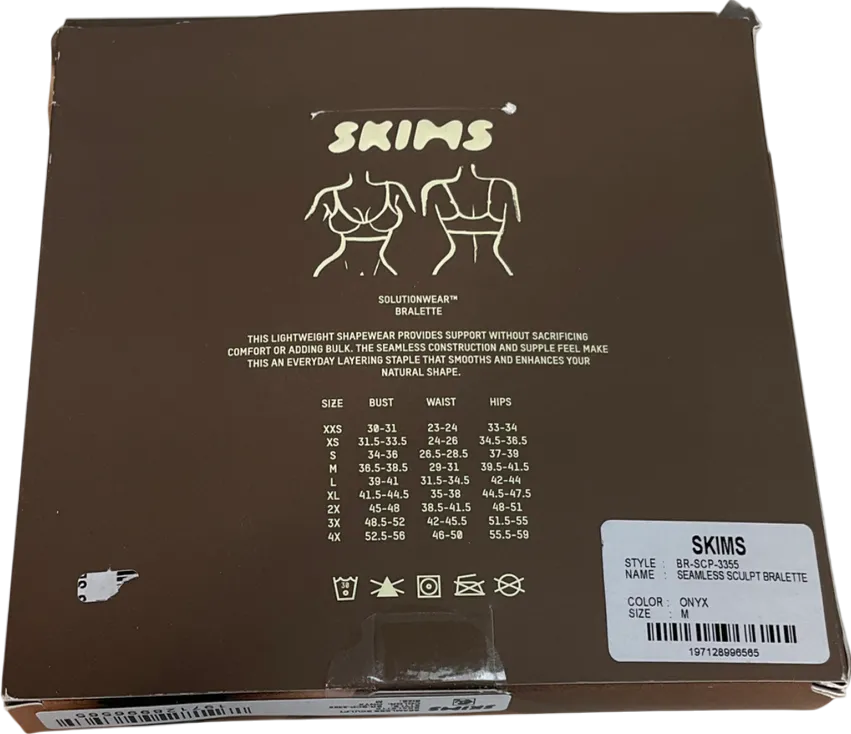 SKIMS
SOLUTIONWEAR™
BRALETTE
THIS LIGHTWEIGHT SHAPEWEAR PROVIDES SUPPORT WITHOUT SACRIFICING
COMFORT OR ADDING BULK. THE SEAMLESS CONSTRUCTION AND SUPPLE FEEL MAKE
THIS AN EVERYDAY LAYERING STAPLE THAT SMOOTHS AND ENHANCES YOUR
NATURAL SHAPE.
SIZE BUST WAIST HIPS
XXS 30-31 23-24 33-34
XS 31.5-33.5 24-26 34.5-36.5
S 34-36 26.5-28.5 37-39
M 36.5-38.5 29-31 39.5-41.5
L 39-41 31.5-34.5 42-44
XL 41.5-44.5 35-38 44.5-47.5
2X 45-48 38.5-41.5 48-51
3X 48.5-52 42-45.5 51.5-55
4X 52.5-56 46-50 55.5-59
30
SKIMS
STYLE : BR-SCP-3355
NAME : SEAMLESS SCULPT BRALETTE
COLOR : ONYX
SIZE : M
197128996565
197128996565
SKIMS